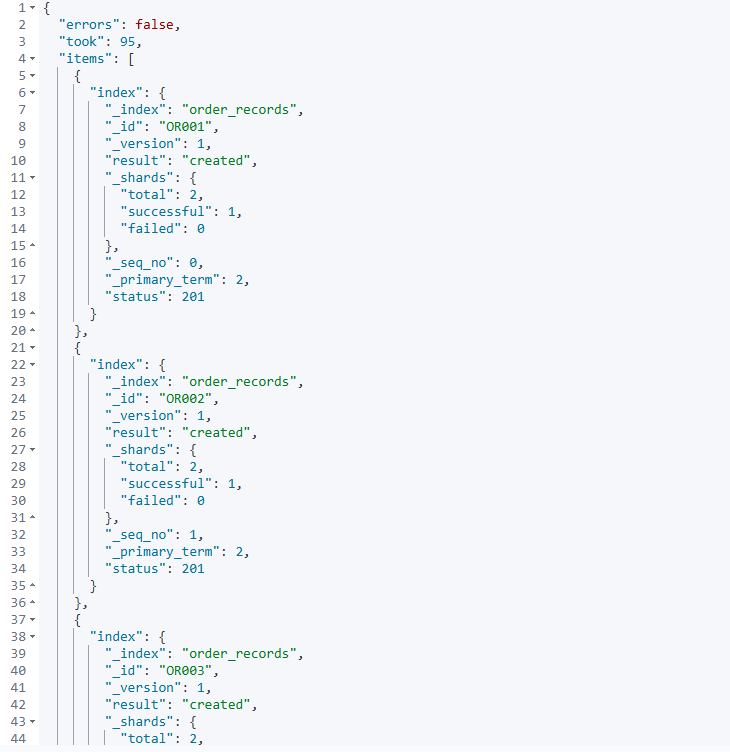 1 {
2 "errors": false,
3 "took": 95,
4 "items": [
5 {
6 "index": {
7 "_index": "order_records",
8 "_id": "OR001",
9 "_version": 1,
10 "result": "created",
11 "_shards": {
12 "total": 2,
13 "successful": 1,
14 "failed": 0
15 },
16 "_seq_no": 0,
17 "_primary_term": 2,
18 "status": 201
19 }
20 },
21 {
22 "index": {
23 "_index": "order_records",
24 "_id": "OR002",
25 "_version": 1,
26 "result": "created",
27 "_shards": {
28 "total": 2,
29 "successful": 1,
30 "failed": 0
31 },
32 "_seq_no": 1,
33 "_primary_term": 2,
34 "status": 201
35 }
36 },
37 {
38 "index": {
39 "_index": "order_records",
40 "_id": "OR003",
41 "_version": 1,
42 "result": "created",
43 "_shards": {
44 "total": 2,